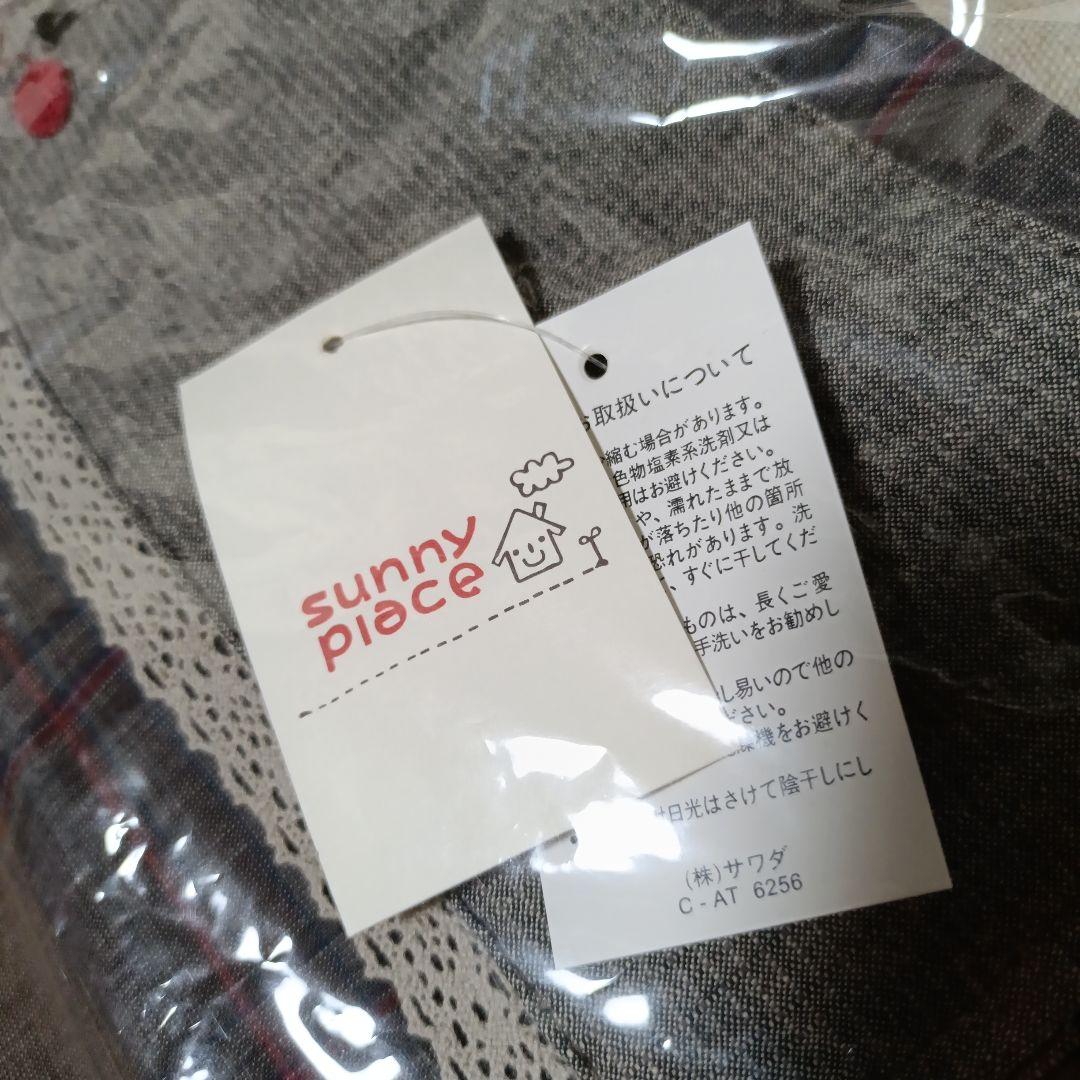 sunny
place
取扱いについて
縮む場合があります。
色物塩素系洗剤又は
用はお避けください。
や、濡れたままで放
が落ちたり他の箇所
恐れがあります。洗
、すぐに干してくだ
ものは、長くご愛
手洗いをお勧めし
し易いので他の
ださい。
燥機をお避けく
日光はさけて陰干しにし
(株)サワダ
C-AT 6256